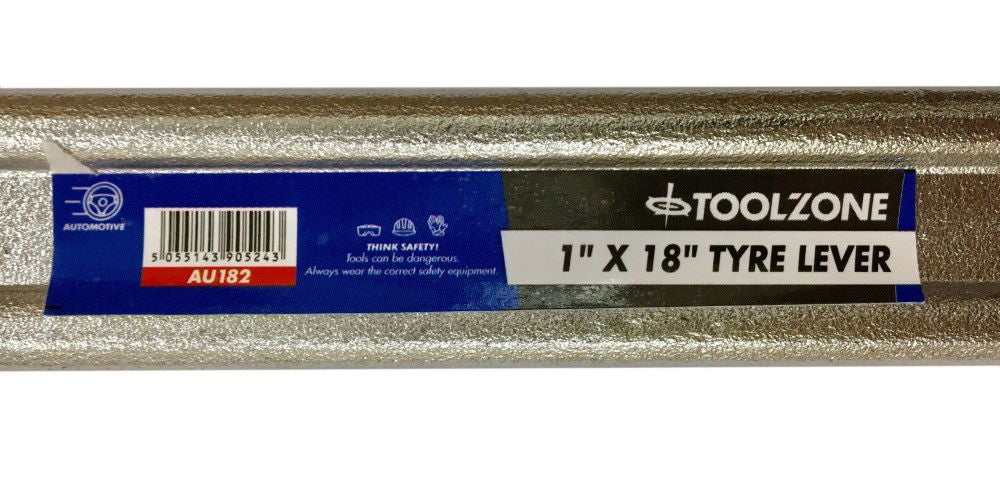 AUTOMOTIVE
5 055143 905243
AU182
THINK SAFETY!
Tools can be dangerous.
Always wear the correct safety equipment.
TOOLZONE
1" X 18" TYRE LEVER